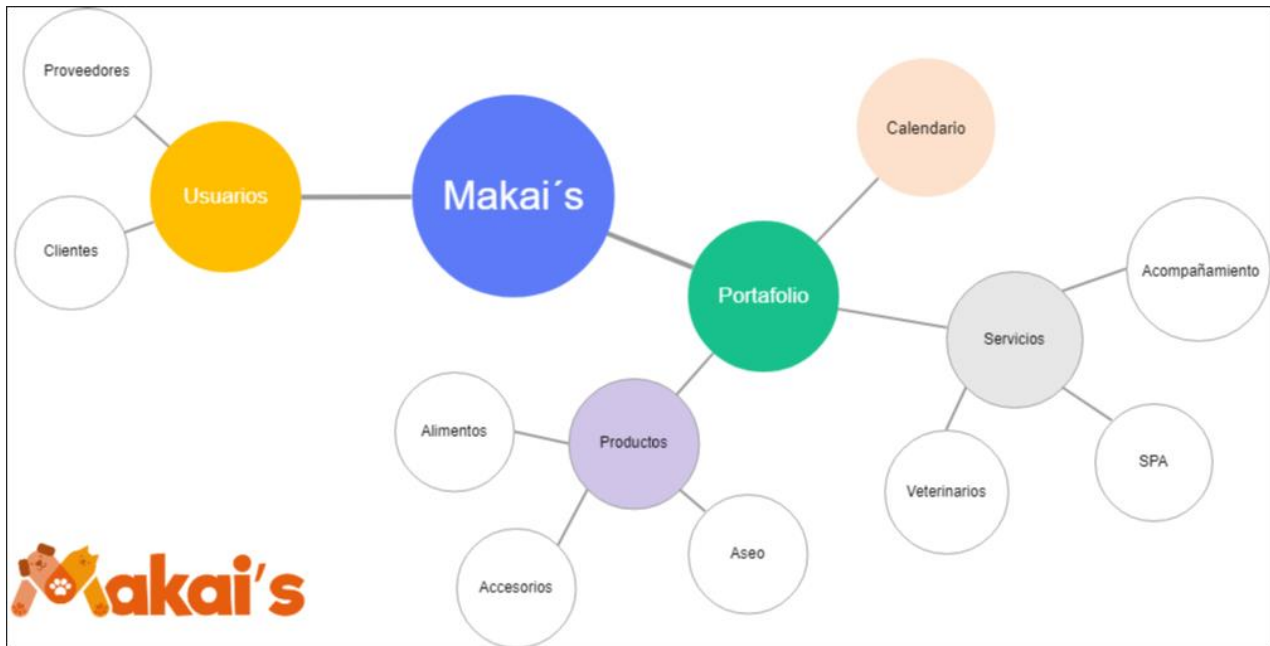 Proveedores
Usuarios
Clientes
Makai´s
Calendario
Portafolio
Servicios
Acompañamiento
SPA
Veterinarios
Productos
Alimentos
Accesorios
Aseo
Makai's